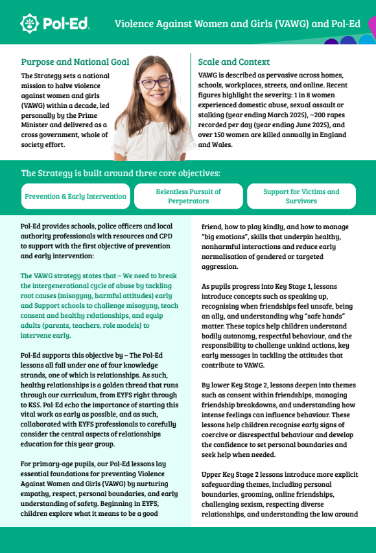 Pol-Ed.
Violence Against Women and Girls (VAWG) and Pol-Ed
Purpose and National Goal
The Strategy sets a national
mission to halve violence
against women and girls
(VAWG) within a decade, led
personally by the Prime
Minister and delivered as a
cross government, whole of
society effort.
Scale and Context
VAWG is described as pervasive across homes,
schools, workplaces, streets, and online. Recent
figures highlight the severity: 1 in 8 women
experienced domestic abuse, sexual assault or
stalking (year ending March 2025), ~200 rapes
recorded per day (year ending June 2025), and
over 150 women are killed annually in England
and Wales.
The Strategy is built around three core objectives:
Prevention & Early Intervention
Relentless Pursuit of
Perpetrators
Support for Victims and
Survivors
Pol-Ed provides schools, police officers and local
authority professionals with resources and CPD
to support with the first objective of prevention
and early intervention:
The VAWG strategy states that – We need to break
the intergenerational cycle of abuse by tackling
root causes (misogyny, harmful attitudes) early
and Support schools to challenge misogyny, teach
consent and healthy relationships, and equip
adults (parents, teachers, role models) to
intervene early.
Pol-Ed supports this objective by – The Pol-Ed
lessons all fall under one of four knowledge
strands, one of which is relationships. As such,
healthy relationships is a golden thread that runs
through our curriculum, from EYFS right through
to KS5. Pol-Ed echo the importance of starting this
vital work as early as possible, and as such,
collaborated with EYFS professionals to carefully
consider the central aspects of relationships
education for this year group.
For primary-age pupils, our Pol-Ed lessons lay
essential foundations for preventing Violence
Against Women and Girls (VAWG) by nurturing
empathy, respect, personal boundaries, and early
understanding of safety. Beginning in EYFS,
children explore what it means to be a good
friend, how to play kindly, and how to manage
"big emotions", skills that underpin healthy,
nonharmful interactions and reduce early
normalisation of gendered or targeted
aggression.
As pupils progress into Key Stage 1, lessons
introduce concepts such as speaking up,
recognising when friends feel unsafe, being
an ally, and understanding why "safe hands"
matter. These topics help children understand
bodily autonomy, respectful behaviour, and the
responsibility to challenge unkind actions, key
early messages in tackling the attitudes that
contribute to VAWG.
By lower Key Stage 2, lessons deepen into themes
such as consent within friendships, managing
friendship breakdowns, and understanding how
intense feelings can influence behaviour. These
lessons help children recognise early signs of
coercive or disrespectful behaviour and develop
the confidence to set personal boundaries and
seek help when needed.
Upper Key Stage 2 lessons introduce more explicit
safeguarding themes, including personal
boundaries, grooming, online friendships,
challenging sexism, respecting diverse
relationships, and understanding the law around